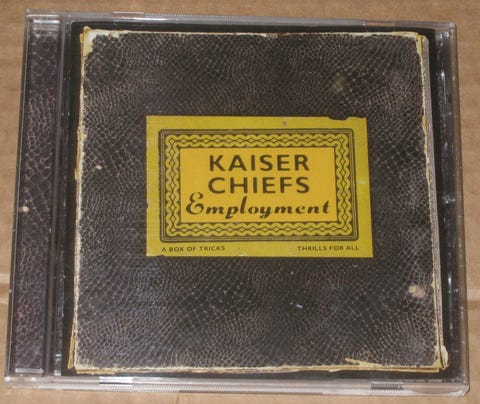 KAISER
CHIEFS
Employment
A BOX OF TRICKS THRILLS FOR ALL